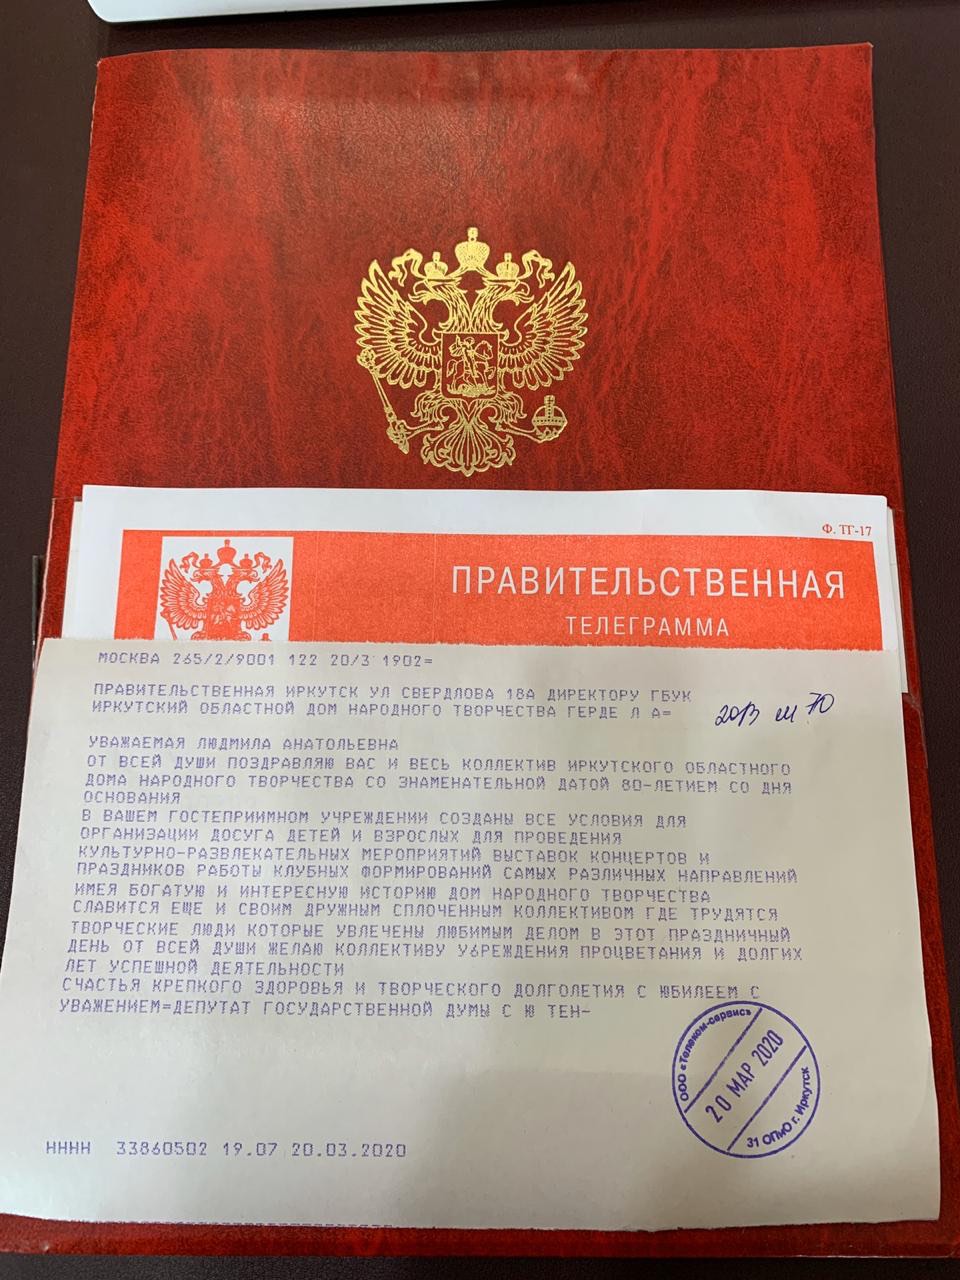 Ф. ТГ-17
ПРАВИТЕЛЬСТВЕННАЯ
ТЕЛЕГРАММА
МОСКВА 265/2/9001 122 20/3 1902=
ПРАВИТЕЛЬСТВЕННАЯ ИРКУТСК УЛ СВЕРДЛОВА 18А ДИРЕКТОРУ ГБУК
ИРКУТСКИЙ ОБЛАСТНОЙ ДОМ НАРОДНОГО ТВОРЧЕСТВА ГЕРДЕ Л А=
УВАЖАЕМАЯ ЛЮДМИЛА АНАТОЛЬЕВНА
ОТ ВСЕЙ ДУШИ ПОЗДРАВЛЯЮ ВАС И ВЕСЬ КОЛЛЕКТИВ ИРКУТСКОГО ОБЛАСТНОГО
ДОМА НАРОДНОГО ТВОРЧЕСТВА СО ЗНАМЕНАТЕЛЬНОЙ ДАТОЙ 80-ЛЕТИЕМ СО ДНЯ
ОСНОВАНИЯ
В ВАШЕМ ГОСТЕПРИИМНОМ УЧРЕЖДЕНИИ СОЗДАНЫ ВСЕ УСЛОВИЯ ДЛЯ
ОРГАНИЗАЦИИ ДОСУГА ДЕТЕЙ И ВЗРОСЛЫХ ДЛЯ ПРОВЕДЕНИЯ
КУЛЬТУРНО-РАЗВЛЕКАТЕЛЬНЫХ МЕРОПРИЯТИЙ ВЫСТАВОК КОНЦЕРТОВ И
ПРАЗДНИКОВ РАБОТЫ КЛУБНЫХ ФОРМИРОВАНИЙ САМЫХ РАЗЛИЧНЫХ НАПРАВЛЕНИЙ
ИМЕЯ БОГАТУЮ И ИНТЕРЕСНУЮ ИСТОРИЮ ДОМ НАРОДНОГО ТВОРЧЕСТВА
СЛАВИТСЯ ЕЩЕ И СВОИМ ДРУЖНЫМ СПЛОЧЕННЫМ КОЛЛЕКТИВОМ ГДЕ ТРУДЯТСЯ
ТВОРЧЕСКИЕ ЛЮДИ КОТОРЫЕ УВЛЕЧЕНЫ ЛЮБИМЫМ ДЕЛОМ В ЭТОТ ПРАЗДНИЧНЫЙ
ДЕНЬ ОТ ВСЕЙ ДУШИ ЖЕЛАЮ КОЛЛЕКТИВУ У6РЕЖДЕНИЯ ПРОЦВЕТАНИЯ И ДОЛГИХ
ЛЕТ УСПЕШНОЙ ДЕЯТЕЛЬНОСТИ
СЧАСТЬЯ КРЕПКОГО ЗДОРОВЬЯ И ТВОРЧЕСКОГО ДОЛГОЛЕТИЯ С ЮБИЛЕЕМ С
УВАЖЕНИЕМ=ДЕПУТАТ ГОСУДАРСТВЕННОЙ ДУМЫ С Ю ТЕН-
ООО «Телеком-сервис»
20 МАР 2020
31 ОПиО г. Иркутск
НННН 33860502 19.07 20.03.2020